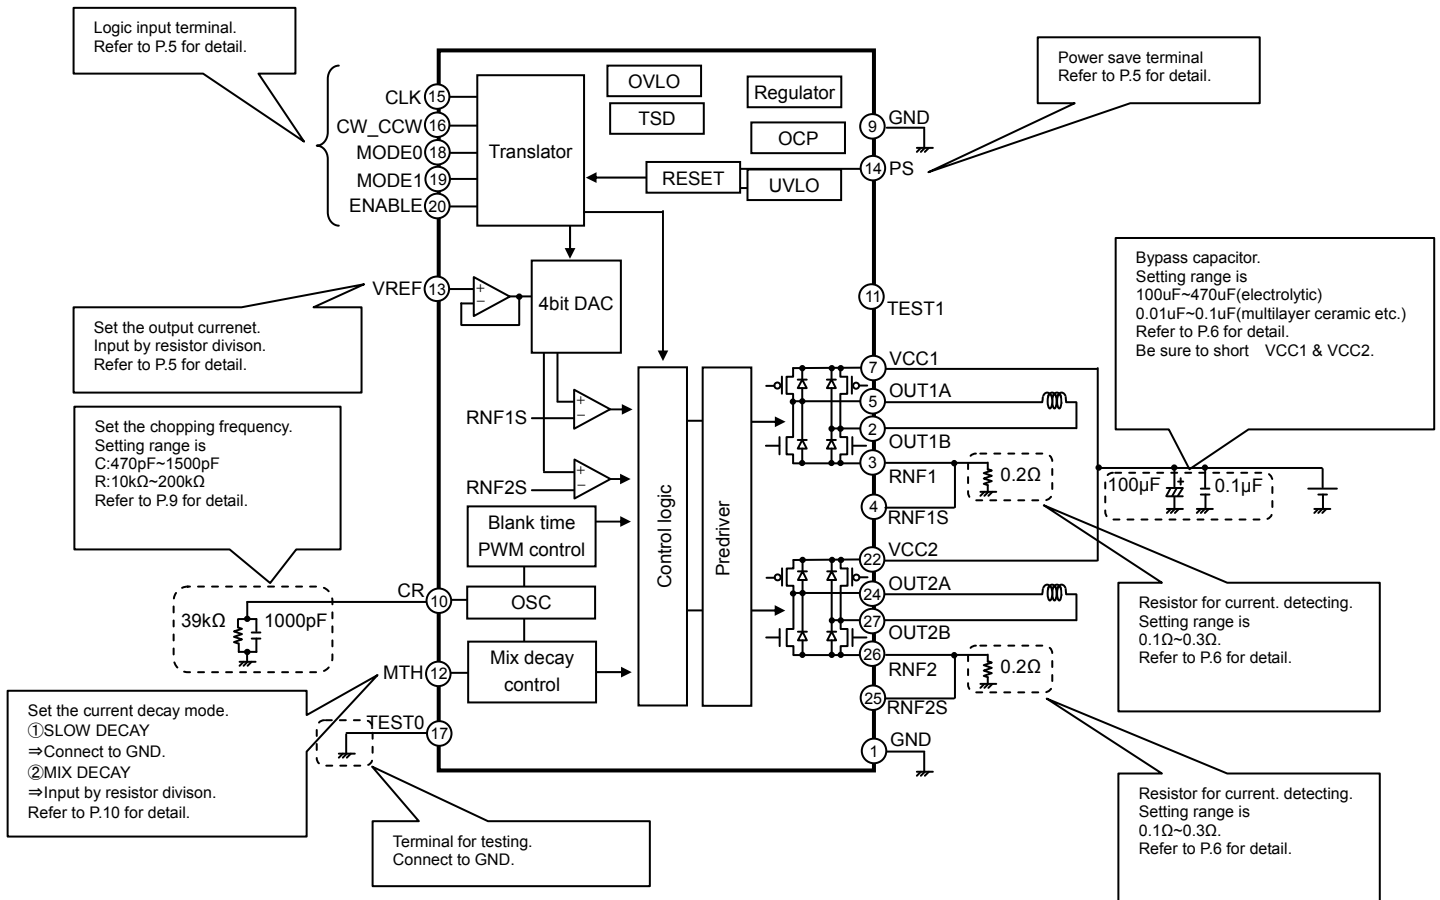 Logic input terminal.
Refer to P.5 for detail.
Power save terminal
Refer to P.5 for detail.
CLK 15
CW_CCW 16
MODE0 18
MODE1 19
ENABLE 20
Translator
OVLO
TSD
Regulator
OCP
RESET
UVLO
9 GND
14 PS
VREF 13
4bit DAC
11
TEST1
Set the output currenet.
Input by resistor divison.
Refer to P.5 for detail.
Bypass capacitor.
Setting range is
100uF~470uF(electrolytic)
0.01uF~0.1uF(multilayer ceramic etc.)
Refer to P.6 for detail.
Be sure to short VCC1 & VCC2.
Set the chopping frequency.
Setting range is
C:470pF~1500pF
R:10kΩ~200kΩ
Refer to P.9 for detail.
RNF1S
+
−
RNF2S
+
−
+
−
Blank time
PWM control
OSC
Mix decay
control
Control logic
Predriver
7 VCC1
5 OUT1A
2
OUT1B
3 RNF1
4 RNF1S
0.2Ω
100µF
+
0.1µF
22 VCC2
24 OUT2A
27
OUT2B
26 RNF2
25 RNF2S
0.2Ω
1 GND
CR 10
39kΩ
1000pF
MTH 12
TEST0
17
Set the current decay mode.
①SLOW DECAY
⇒Connect to GND.
②MIX DECAY
⇒Input by resistor divison.
Refer to P.10 for detail.
Terminal for testing.
Connect to GND.
Resistor for current. detecting.
Setting range is
0.1Ω~0.3Ω.
Refer to P.6 for detail.
Resistor for current. detecting.
Setting range is
0.1Ω~0.3Ω.
Refer to P.6 for detail.